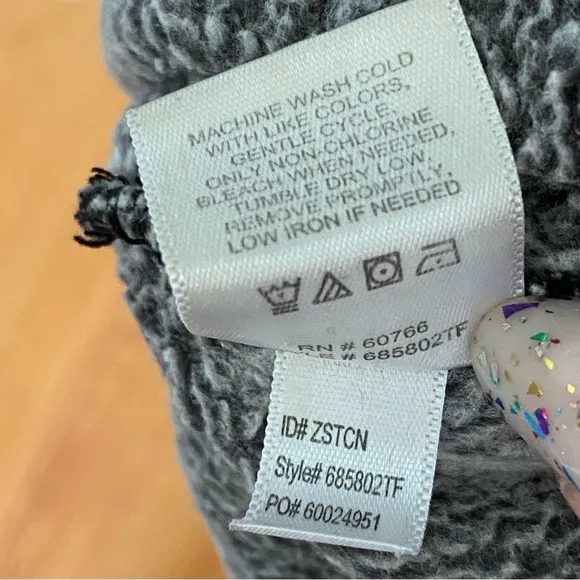 MACHINE WASH COLD
WITH LIKE COLORS,
GENTLE CYCLE.
ONLY NON-CHLORINE
BLEACH WHEN NEEDED.
TUMBLE DRY LOW.
REMOVE PROMPTLY.
LOW IRON IF NEEDED
RN # 60766
# 685802TF
ID# ZSTCN
Style# 685802TF
PO# 60024951